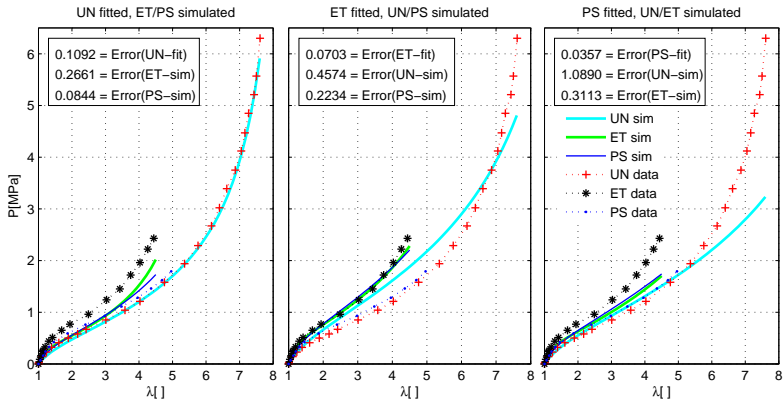 UN fitted, ET/PS simulated
ET fitted, UN/PS simulated
PS fitted, UN/ET simulated
0.1092 = Error(UN−fit)
0.2661 = Error(ET−sim)
0.0844 = Error(PS−sim)
0.0703 = Error(ET−fit)
0.4574 = Error(UN−sim)
0.2234 = Error(PS−sim)
0.0357 = Error(PS−fit)
1.0890 = Error(UN−sim)
0.3113 = Error(ET−sim)
UN sim
ET sim
PS sim
UN data
ET data
PS data
P[MPa]
6
5
4
3
2
1
0
1 2 3 4 5 6 7 8
1 2 3 4 5 6 7 8
1 2 3 4 5 6 7 8
λ[ ]
λ[ ]
λ[ ]